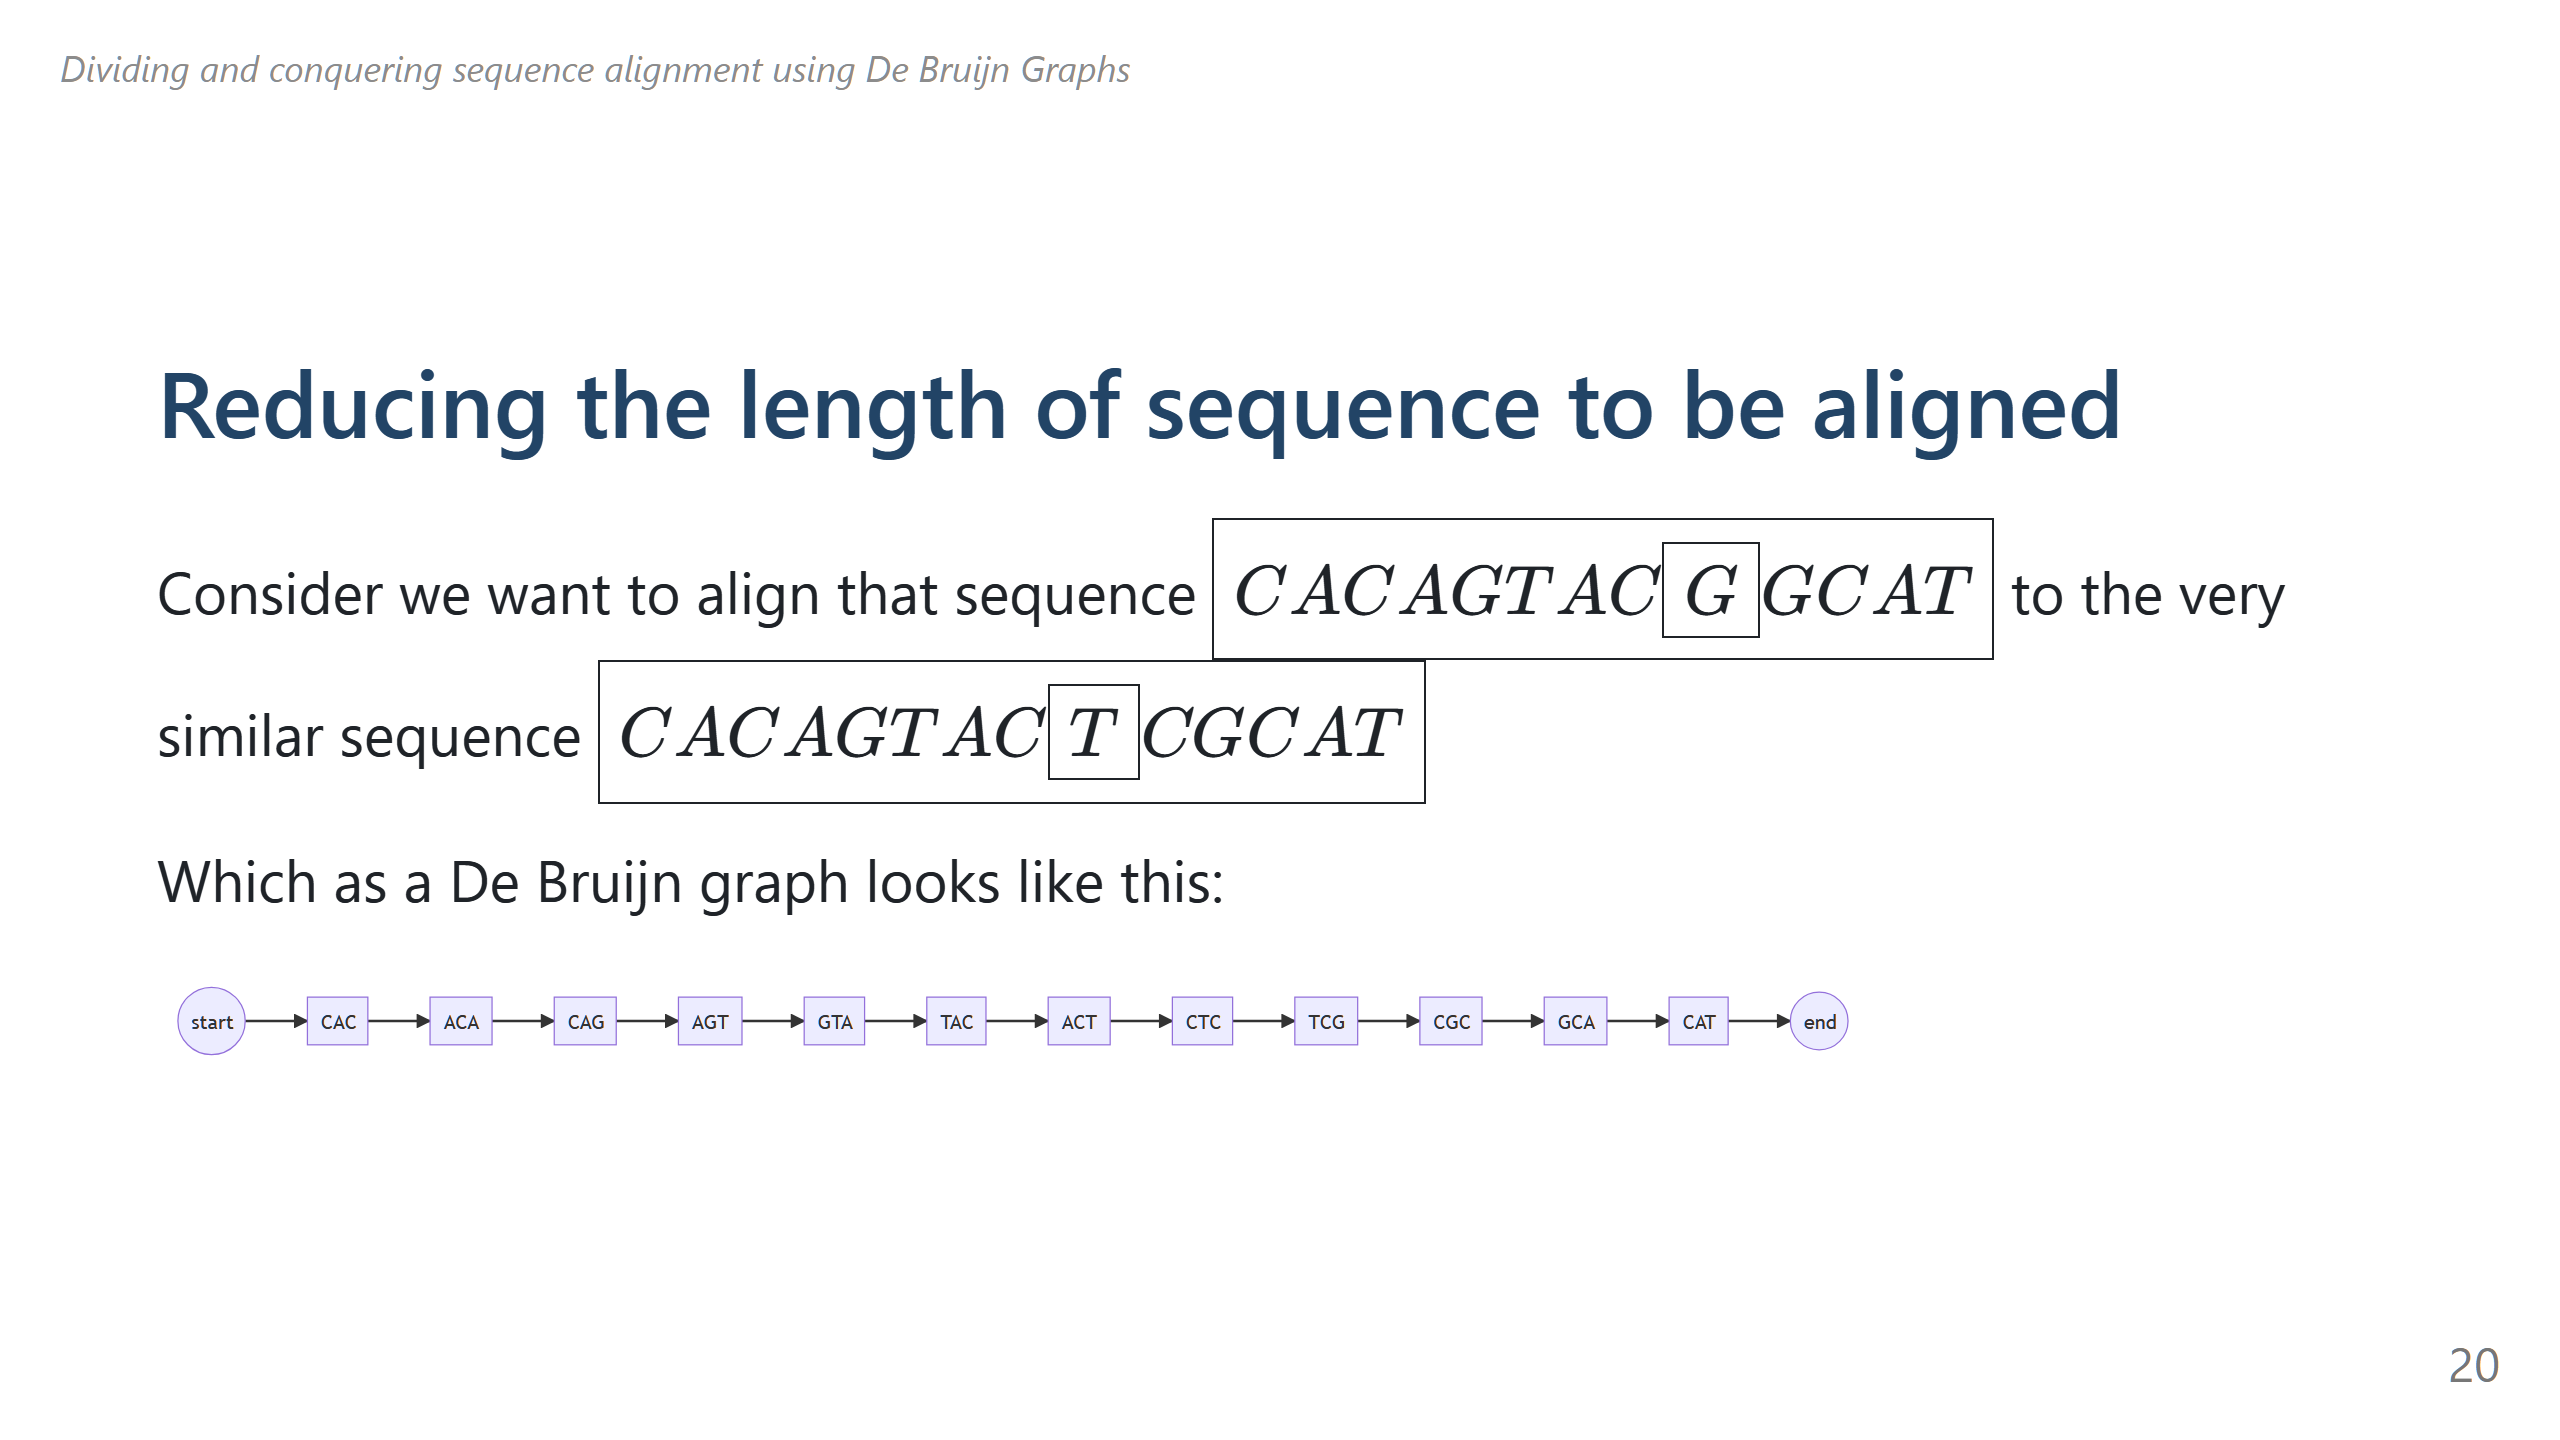 Dividing and conquering sequence alignment using De Bruijn Graphs
Reducing the length of sequence to be aligned
Consider we want to align that sequence CACAGTACGGCAT to the very
similar sequence CACAGTACTCGCAT
Which as a De Bruijn graph looks like this:
start CAC ACA CAG AGT GTA TAC ACT CTC TCG CGC GCA CAT end
20